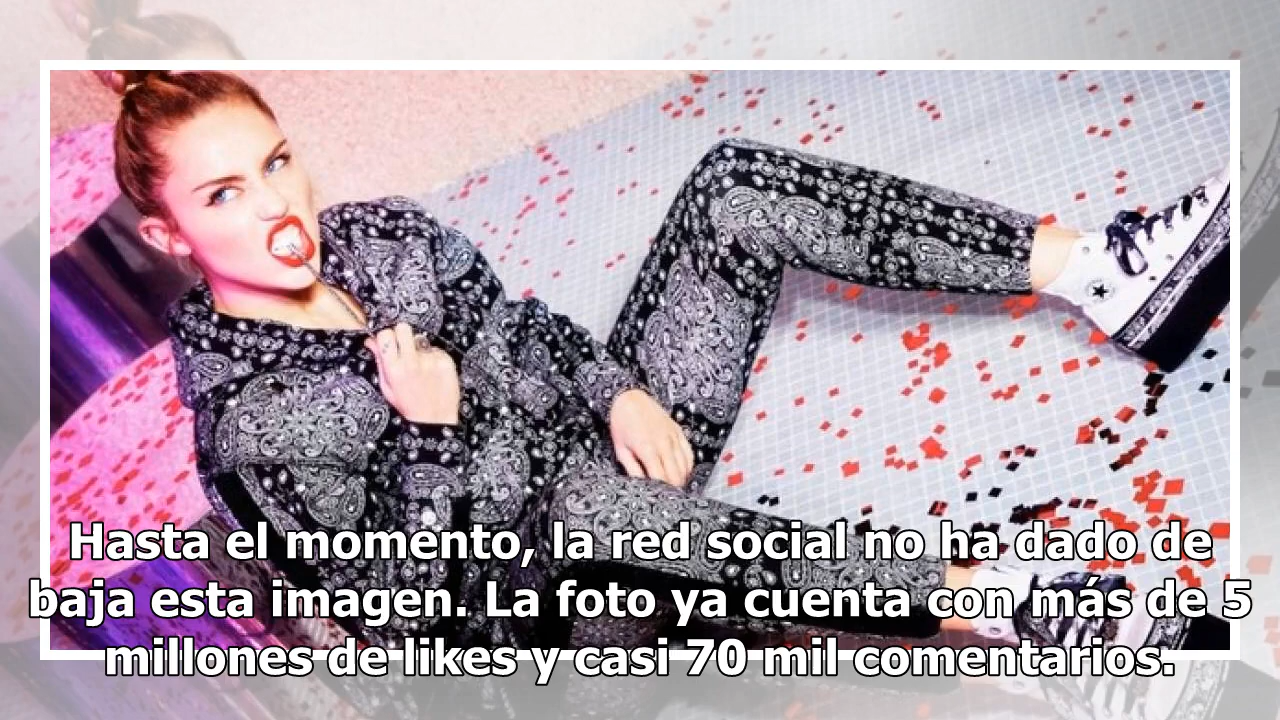 Hasta el momento, la red social no ha dado de
baja esta imagen. La foto ya cuenta con más de 5
millones de likes y casi 70 mil comentarios.